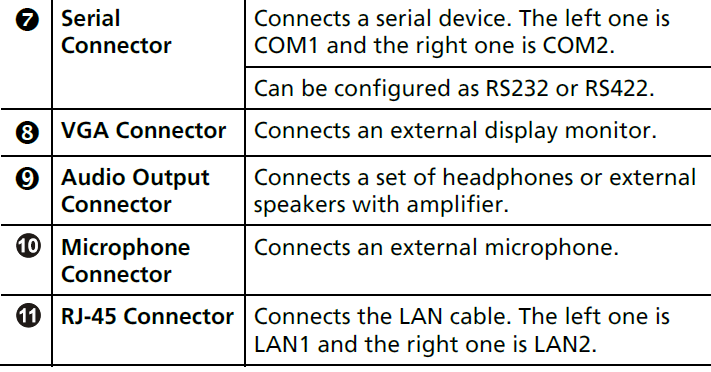 7 Serial Connector Connects a serial device. The left one is COM1 and the right one is COM2.
Can be configured as RS232 or RS422.
8 VGA Connector Connects an external display monitor.
9 Audio Output Connector Connects a set of headphones or external speakers with amplifier.
10 Microphone Connector Connects an external microphone.
11 RJ-45 Connector Connects the LAN cable. The left one is LAN1 and the right one is LAN2.